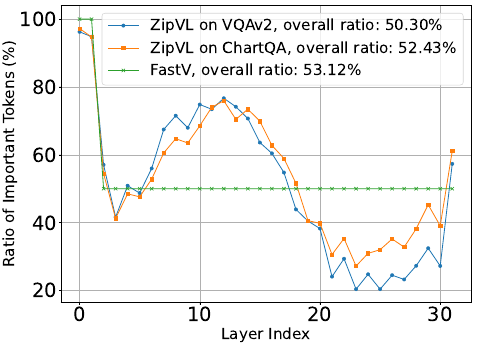 ZipVL on VQAv2, overall ratio: 50.30%
ZipVL on ChartQA, overall ratio: 52.43%
FastV, overall ratio: 53.12%
Ratio of Important Tokens (%)
100
80
60
40
20
0 10 20 30
Layer Index